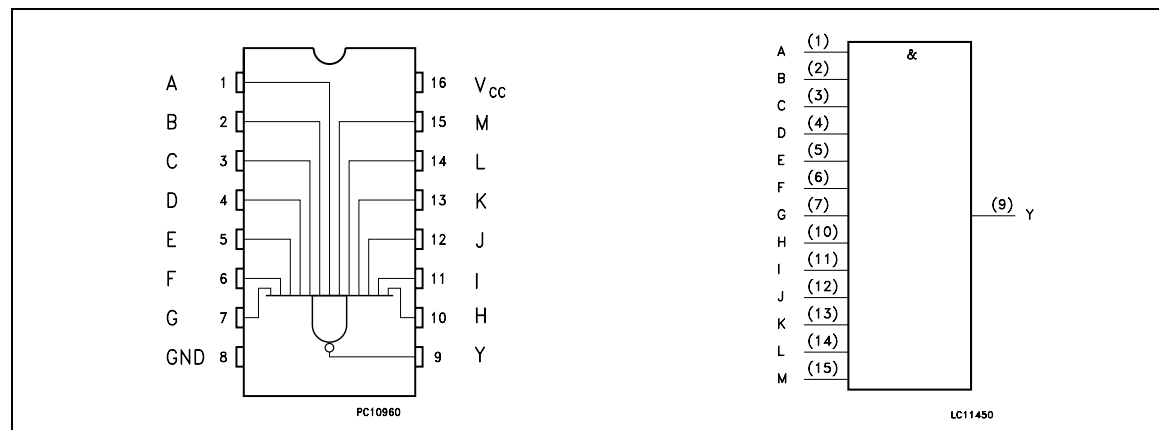 A 1 16 VCC
B 2 15 M
C 3 14 L
D 4 13 K
E 5 12 J
F 6 11 I
G 7 10 H
GND 8 9 Y
PC10960
&
A (1)
B (2)
C (3)
D (4)
E (5)
F (6)
G (7)
(9) Y
H (10)
I (11)
J (12)
K (13)
L (14)
M (15)
LC11450